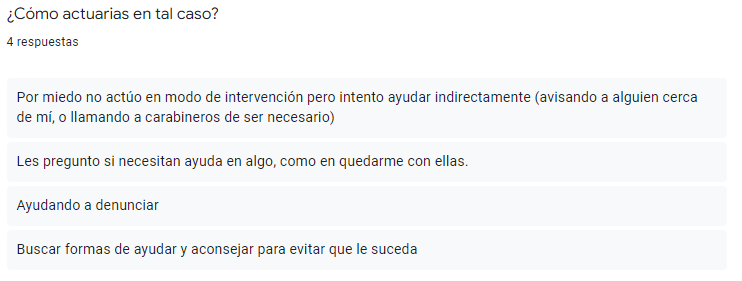 ¿Cómo actuarias en tal caso?
4 respuestas
Por miedo no actúo en modo de intervención pero intento ayudar indirectamente (avisando a alguien cerca
de mí, o llamando a carabineros de ser necesario)
Les pregunto si necesitan ayuda en algo, como en quedarme con ellas.
Ayudando a denunciar
Buscar formas de ayudar y aconsejar para evitar que le suceda